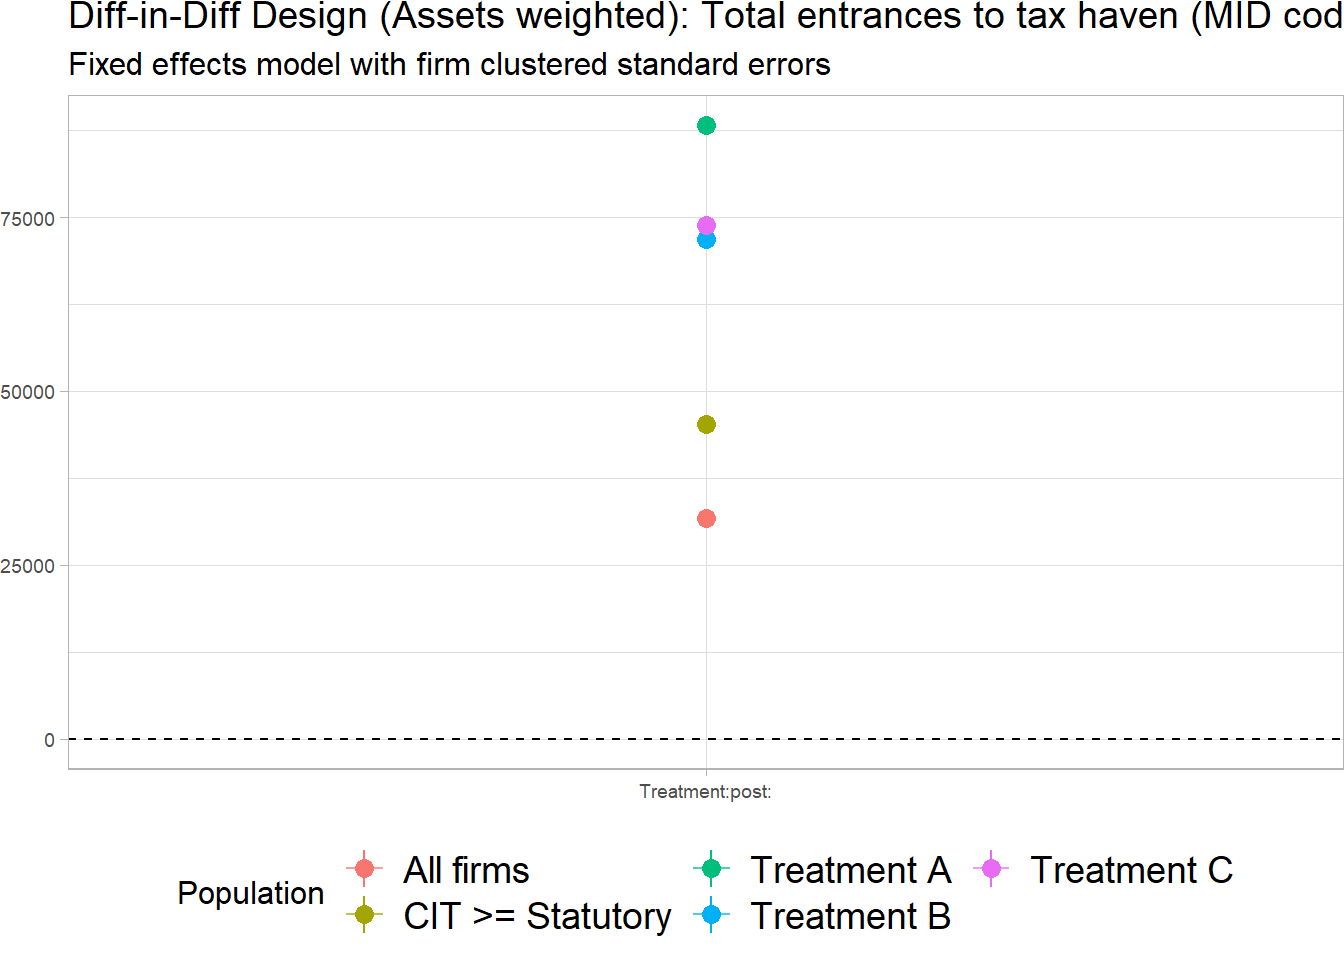 Diff-in-Diff Design (Assets weighted): Total entrances to tax haven (MID cod
Fixed effects model with firm clustered standard errors
75000
50000
25000
0
Treatment:post:
Population
All firms
Treatment A
Treatment C
CIT >= Statutory
Treatment B